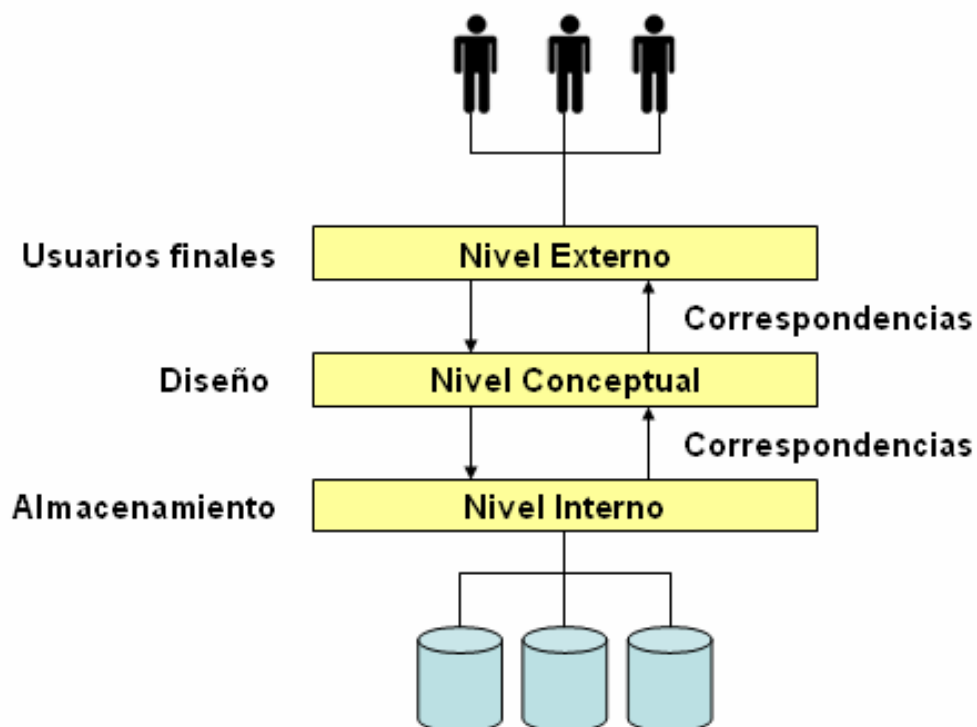 Usuarios finales
Nivel Externo
Correspondencias
Diseño
Nivel Conceptual
Correspondencias
Almacenamiento
Nivel Interno